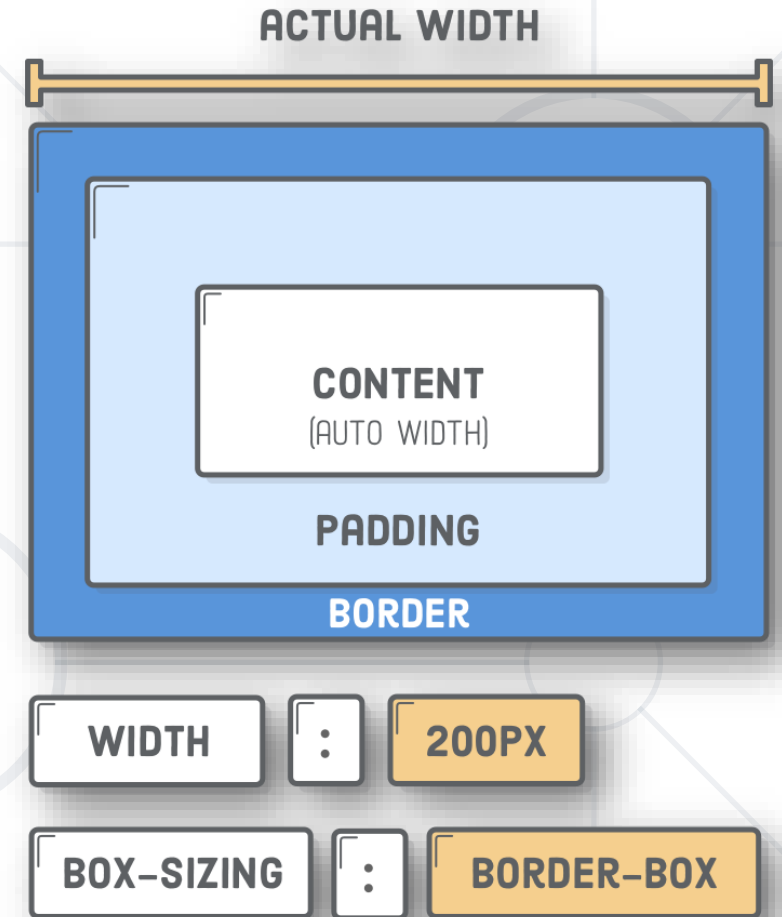 ACTUAL WIDTH
CONTENT
(AUTO WIDTH)
PADDING
BORDER
WIDTH : 200PX
BOX-SIZING : BORDER-BOX